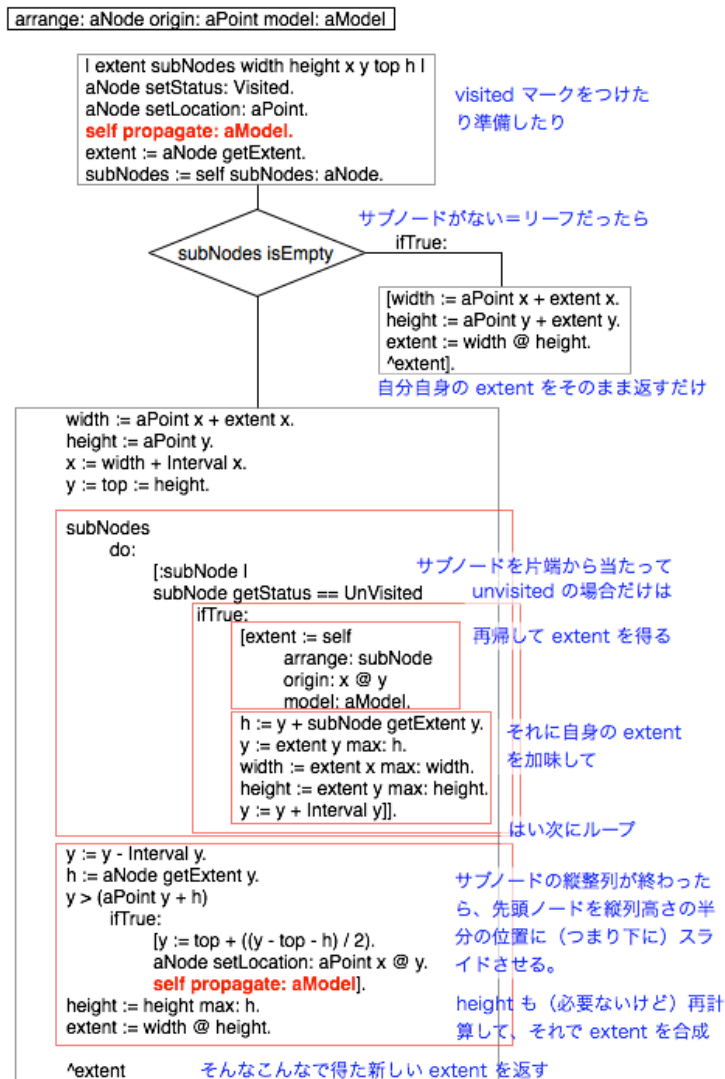 arrange: aNode origin: aPoint model: aModel
| extent subNodes width height x y top h |
aNode setStatus: Visited.
aNode setLocation: aPoint.
self propagate: aModel.
extent := aNode getExtent.
subNodes := self subNodes: aNode.
visited マークをつけた
り準備したり
サブノードがない＝リーフだったら
subNodes isEmpty
ifTrue:
[width := aPoint x + extent x.
height := aPoint y + extent y.
extent := width @ height.
^extent].
自分自身の extent をそのまま返すだけ
width := aPoint x + extent x.
height := aPoint y.
x := width + Interval x.
y := top := height.
subNodes
do:
[:subNode |
subNode getStatus == UnVisited
ifTrue:
サブノードを片端から当たって
unvisited の場合だけは
[extent := self
arrange: subNode
origin: x @ y
model: aModel.
再帰して extent を得る
h := y + subNode getExtent y.
y := extent y max: h.
width := extent x max: width.
height := extent y max: height.
y := y + Interval y]].
それに自身の extent
を加味して
はい次にループ
y := y - Interval y.
h := aNode getExtent y.
y > (aPoint y + h)
ifTrue:
[y := top + ((y - top - h) / 2).
aNode setLocation: aPoint x @ y.
self propagate: aModel].
height := height max: h.
extent := width @ height.
サブノードの縦整列が終わった
ら、先頭ノードを縦列高さの半
分の位置に（つまり下に）スラ
イドさせる。
height も（必要ないけど）再計
算して、それで extent を合成
^extent
そんなこんなで得た新しい extent を返す